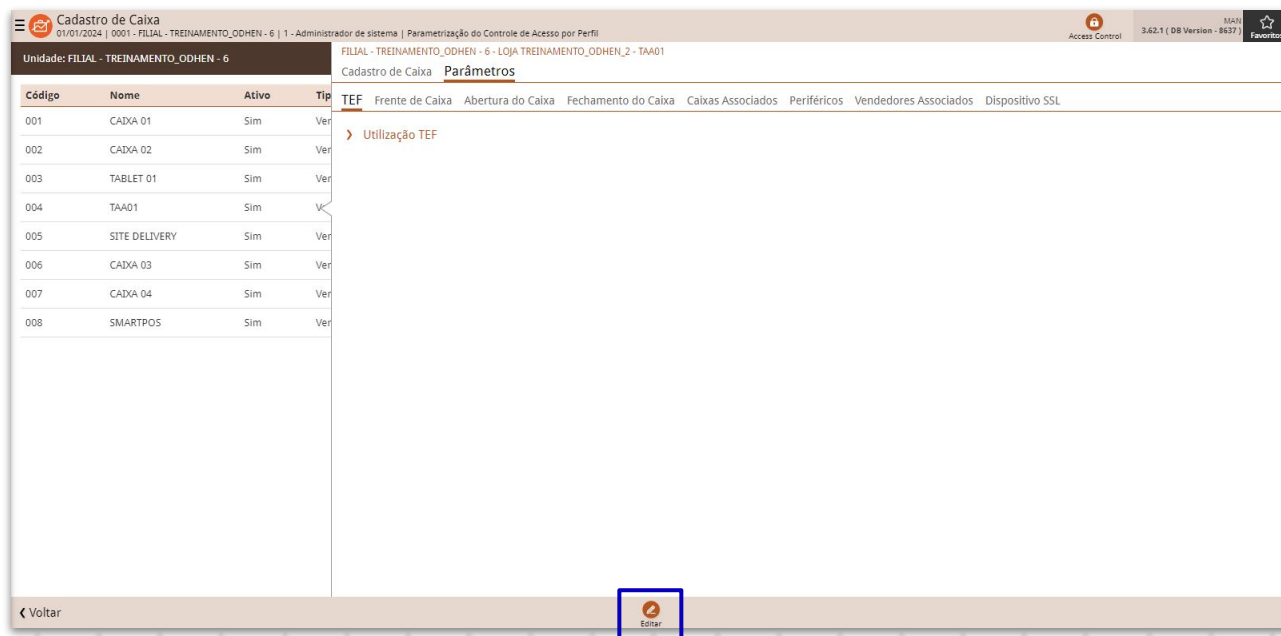 Cadastro de Caixa
01/01/2024 | 0001 - FILIAL - TREINAMENTO_ODHEN - 6 | 1 - Administrador de sistema | Parametrização do Controle de Acesso por Perfil
Access Control
MAN
3.62.1 ( DB Version - 8637 )
Favoritos
Unidade: FILIAL - TREINAMENTO_ODHEN - 6
FILIAL - TREINAMENTO_ODHEN - 6 - LOJA TREINAMENTO_ODHEN_2 - TAA01
Cadastro de Caixa Parâmetros
Código Nome Ativo Tip
TEF Frente de Caixa Abertura do Caixa Fechamento do Caixa Caixas Associados Periféricos Vendedores Associados Dispositivo SSL
Utilização TEF
001 CAIXA 01 Sim Ver
002 CAIXA 02 Sim Ver
003 TABLET 01 Sim Ver
004 TAA01 Sim V
005 SITE DELIVERY Sim Ver
006 CAIXA 03 Sim Ver
007 CAIXA 04 Sim Ver
008 SMARTPOS Sim Ver
Voltar
Editar